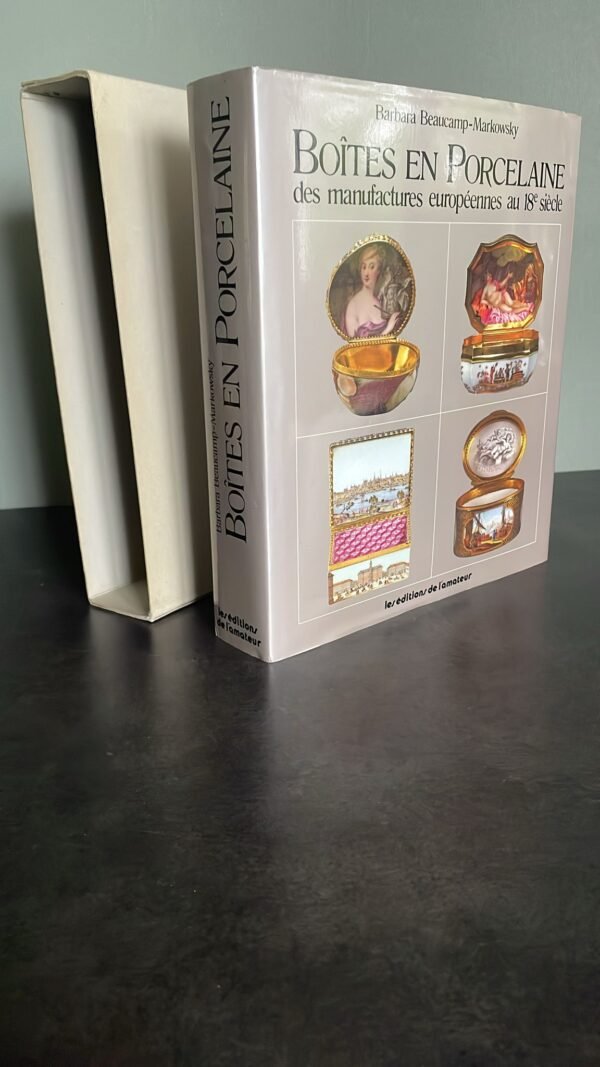 Barbara Beaucamp-Markowsky
BOÎTES EN PORCELAINE
des manufactures européennes au 18e siècle
les éditions de l'amateur
Barbara Beaucamp-Markowsky
BOÎTES EN PORCELAINE
les éditions
de l'amateur